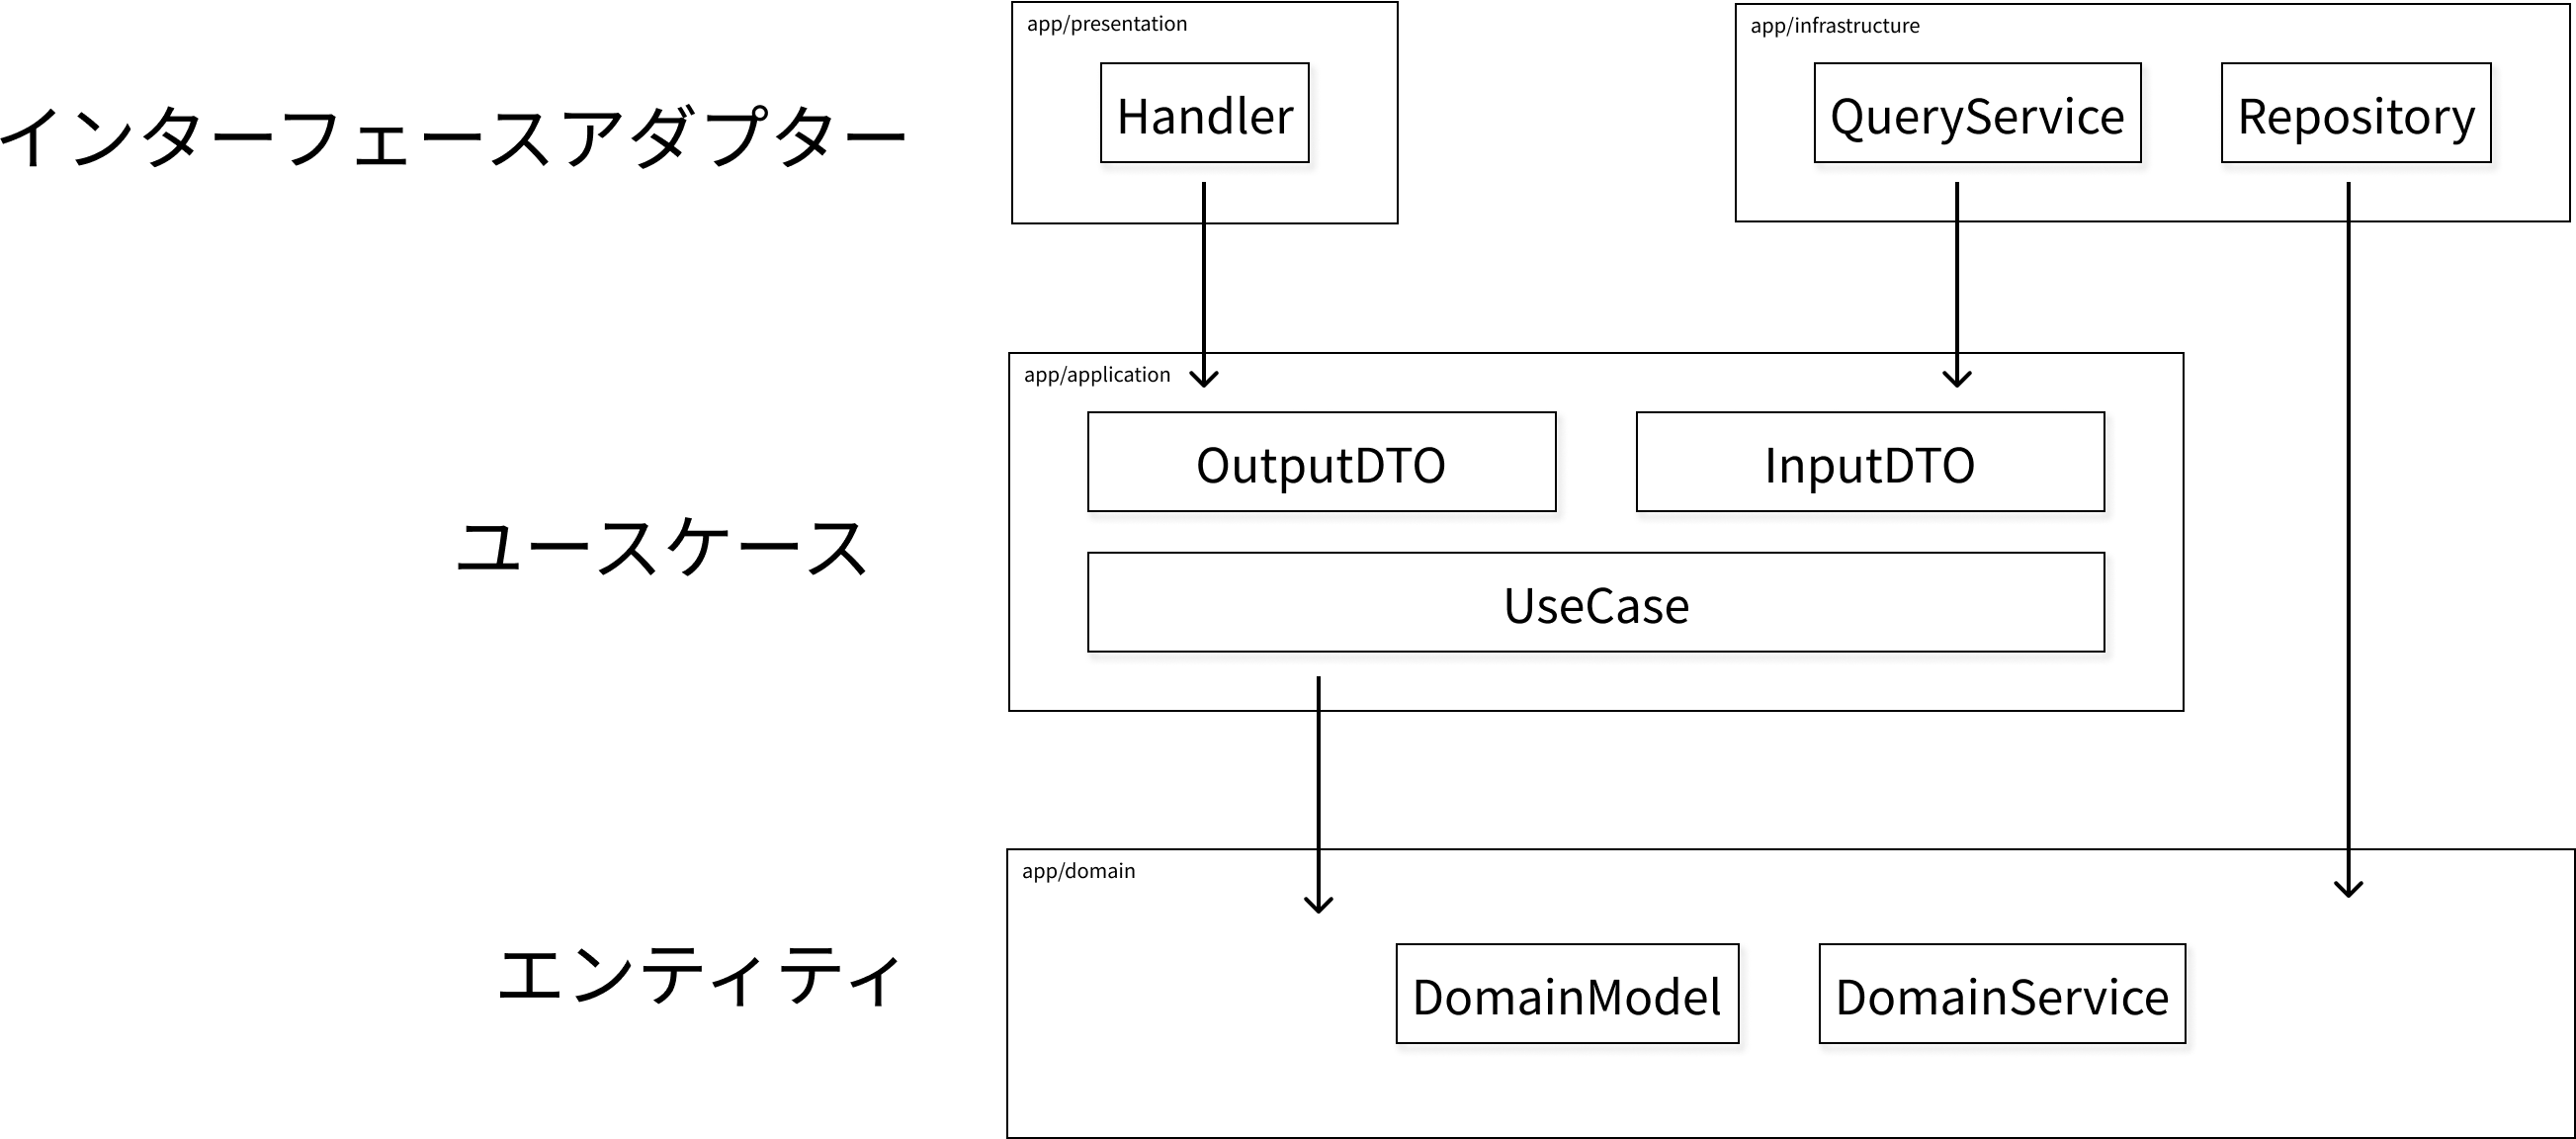 app/presentation
app/infrastructure
インターフェースアダプター
Handler
QueryService
Repository
app/application
OutputDTO
InputDTO
ユースケース
UseCase
app/domain
エンティティ
DomainModel
DomainService